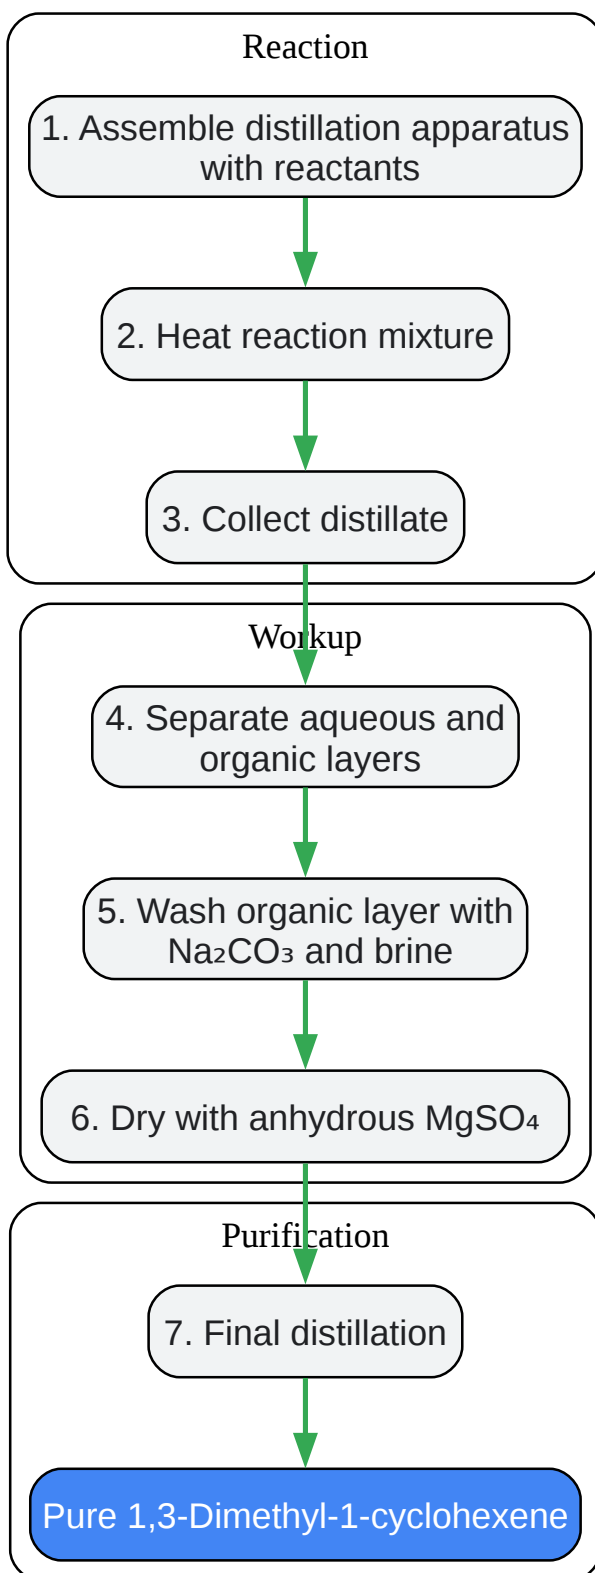 Reaction
1. Assemble distillation apparatus
with reactants
2. Heat reaction mixture
3. Collect distillate
Workup
4. Separate aqueous and
organic layers
5. Wash organic layer with
Na₂CO₃ and brine
6. Dry with anhydrous MgSO₄
Purification
7. Final distillation
Pure 1,3-Dimethyl-1-cyclohexene